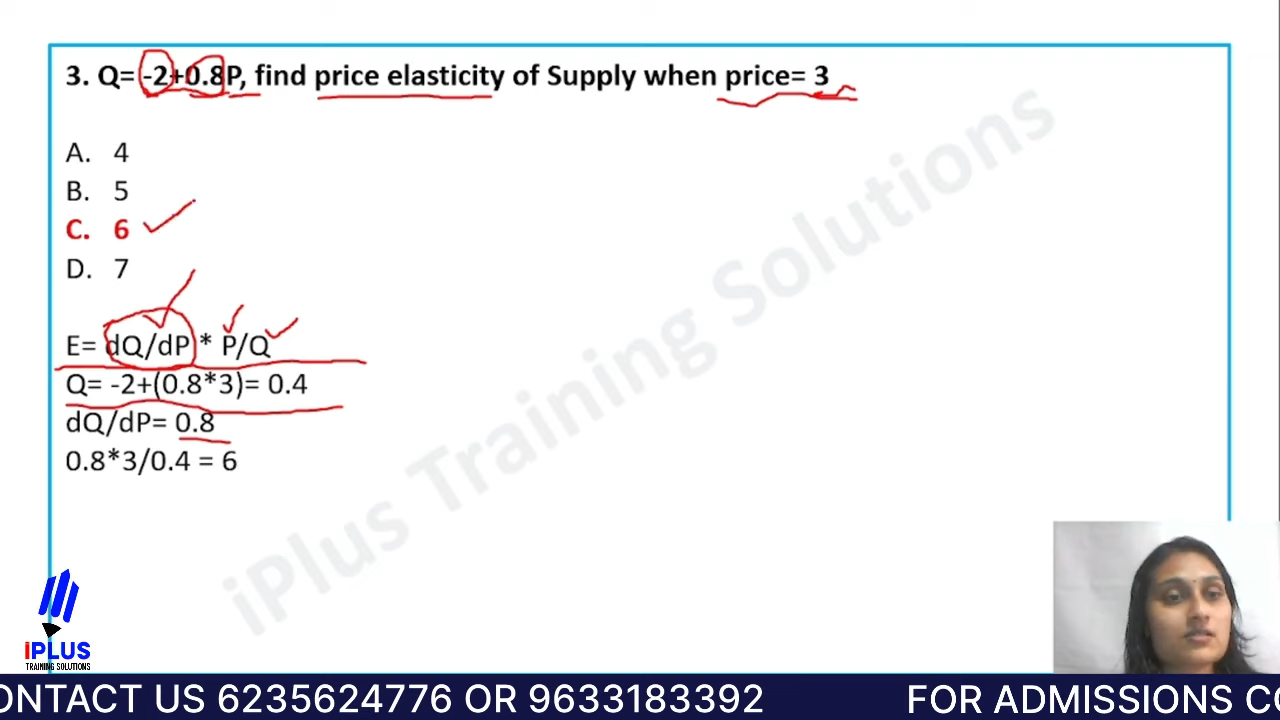 3. Q= -2+0.8P, find price elasticity of Supply when price= 3
A. 4
B. 5
C. 6
D. 7
E= dQ/dP * P/Q
Q= -2+(0.8*3)= 0.4
dQ/dP= 0.8
0.8*3/0.4 = 6
iPlus Training Solutions
iPLUS
TRAINING SOLUTIONS
ONTACT US 6235624776 OR 9633183392 FOR ADMISSIONS CO